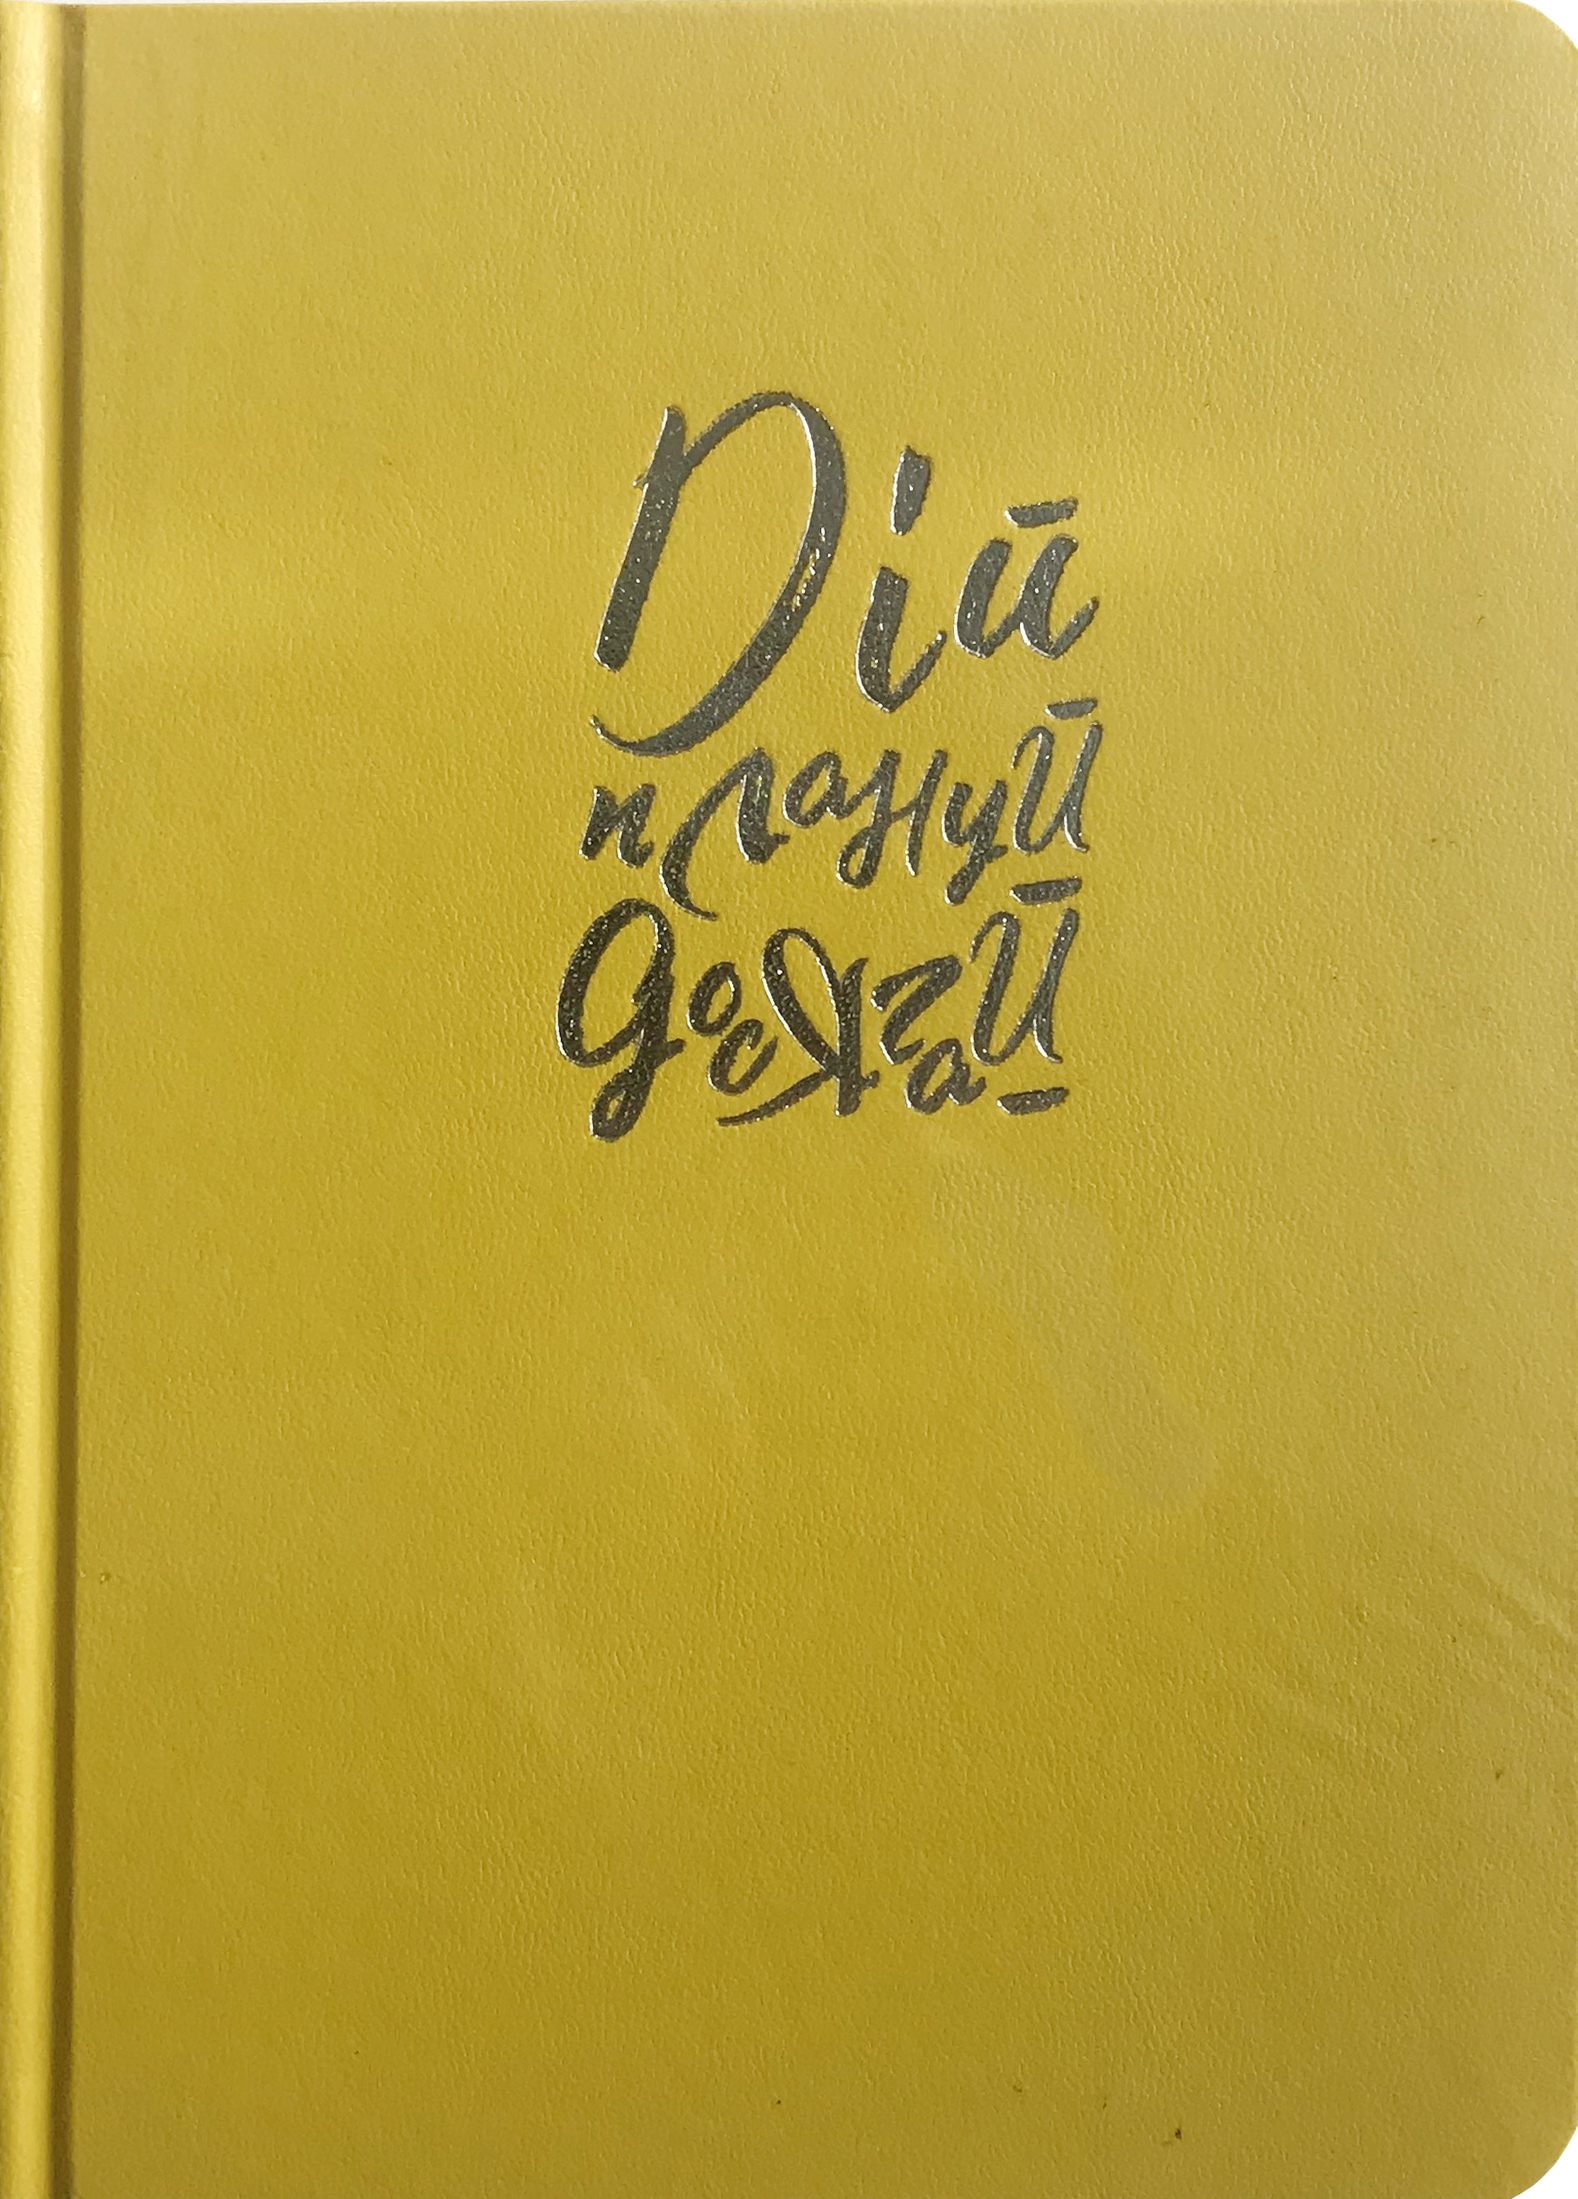 Дій
плануй
досягай